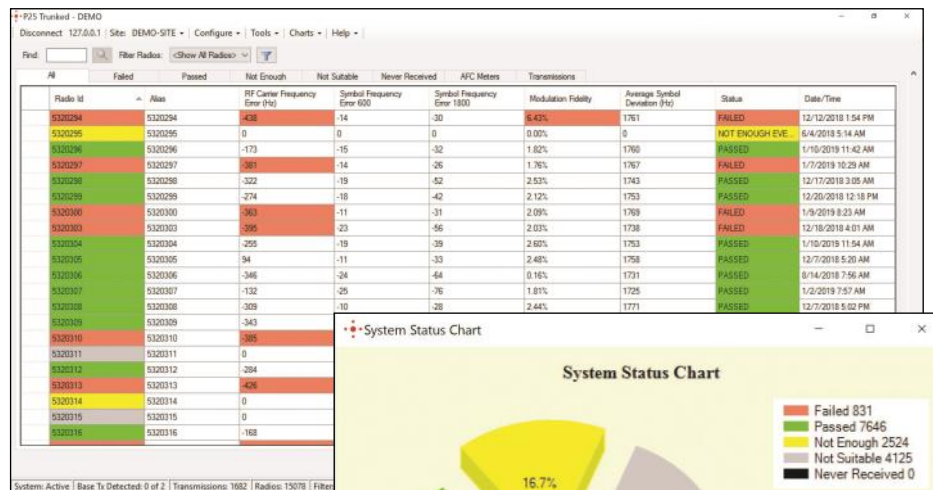 P25 Trunked - DEMO
Disconnect 127.0.0.1 Site: DEMO-SITE Configure Tools Charts Help
Find: Filter Radios: <Show All Radios>
All Failed Passed Not Enough Not Suitable Never Received AFC Meters Transmissions
Radio Id Alias RF Carrier Frequency Error (Hz) Symbol Frequency Error 600 Symbol Frequency Error 1800 Modulation Fidelity Average Symbol Deviation (Hz) Status Date/Time
5320294 5320294 -438 -14 -30 6.43% 1761 FAILED 12/12/2018 1:54 PM
5320295 5320295 0 0 0 0.00% 0 NOT ENOUGH EVE... 6/4/2018 5:14 AM
5320296 5320296 -173 -15 -32 1.82% 1760 PASSED 1/10/2019 11:42 AM
5320297 5320297 -381 -14 -26 1.76% 1767 FAILED 1/7/2019 10:29 AM
5320298 5320298 -322 -19 -52 2.53% 1743 PASSED 12/17/2018 3:05 AM
5320299 5320299 -274 -18 -42 2.12% 1753 PASSED 12/20/2018 12:18 PM
5320300 5320300 -363 -11 -31 2.09% 1769 FAILED 1/9/2019 8:23 AM
5320303 5320303 -395 -23 -56 2.03% 1738 FAILED 12/18/2018 4:01 AM
5320304 5320304 -255 -19 -39 2.60% 1753 PASSED 1/10/2019 11:54 AM
5320305 5320305 94 -11 -33 2.48% 1758 PASSED 12/7/2018 5:20 AM
5320306 5320306 -346 -24 -64 0.16% 1731 PASSED 8/14/2018 7:56 AM
5320307 5320307 -132 -25 -76 1.81% 1725 PASSED 1/2/2019 7:57 AM
5320308 5320308 -309 -10 -28 2.44% 1771 PASSED 12/7/2018 5:02 PM
5320309 5320309 -343
5320310 5320310 -385
5320311 5320311 0
5320312 5320312 -284
5320313 5320313 -426
5320314 5320314 0
5320315 5320315 0
5320316 5320316 -168
System: Active Base Tx Detected: 0 of 2 Transmissions: 1682 Radios: 15078 Filter
System Status Chart
System Status Chart
Failed 831
Passed 7646
Not Enough 2524
Not Suitable 4125
Never Received 0
16.7%